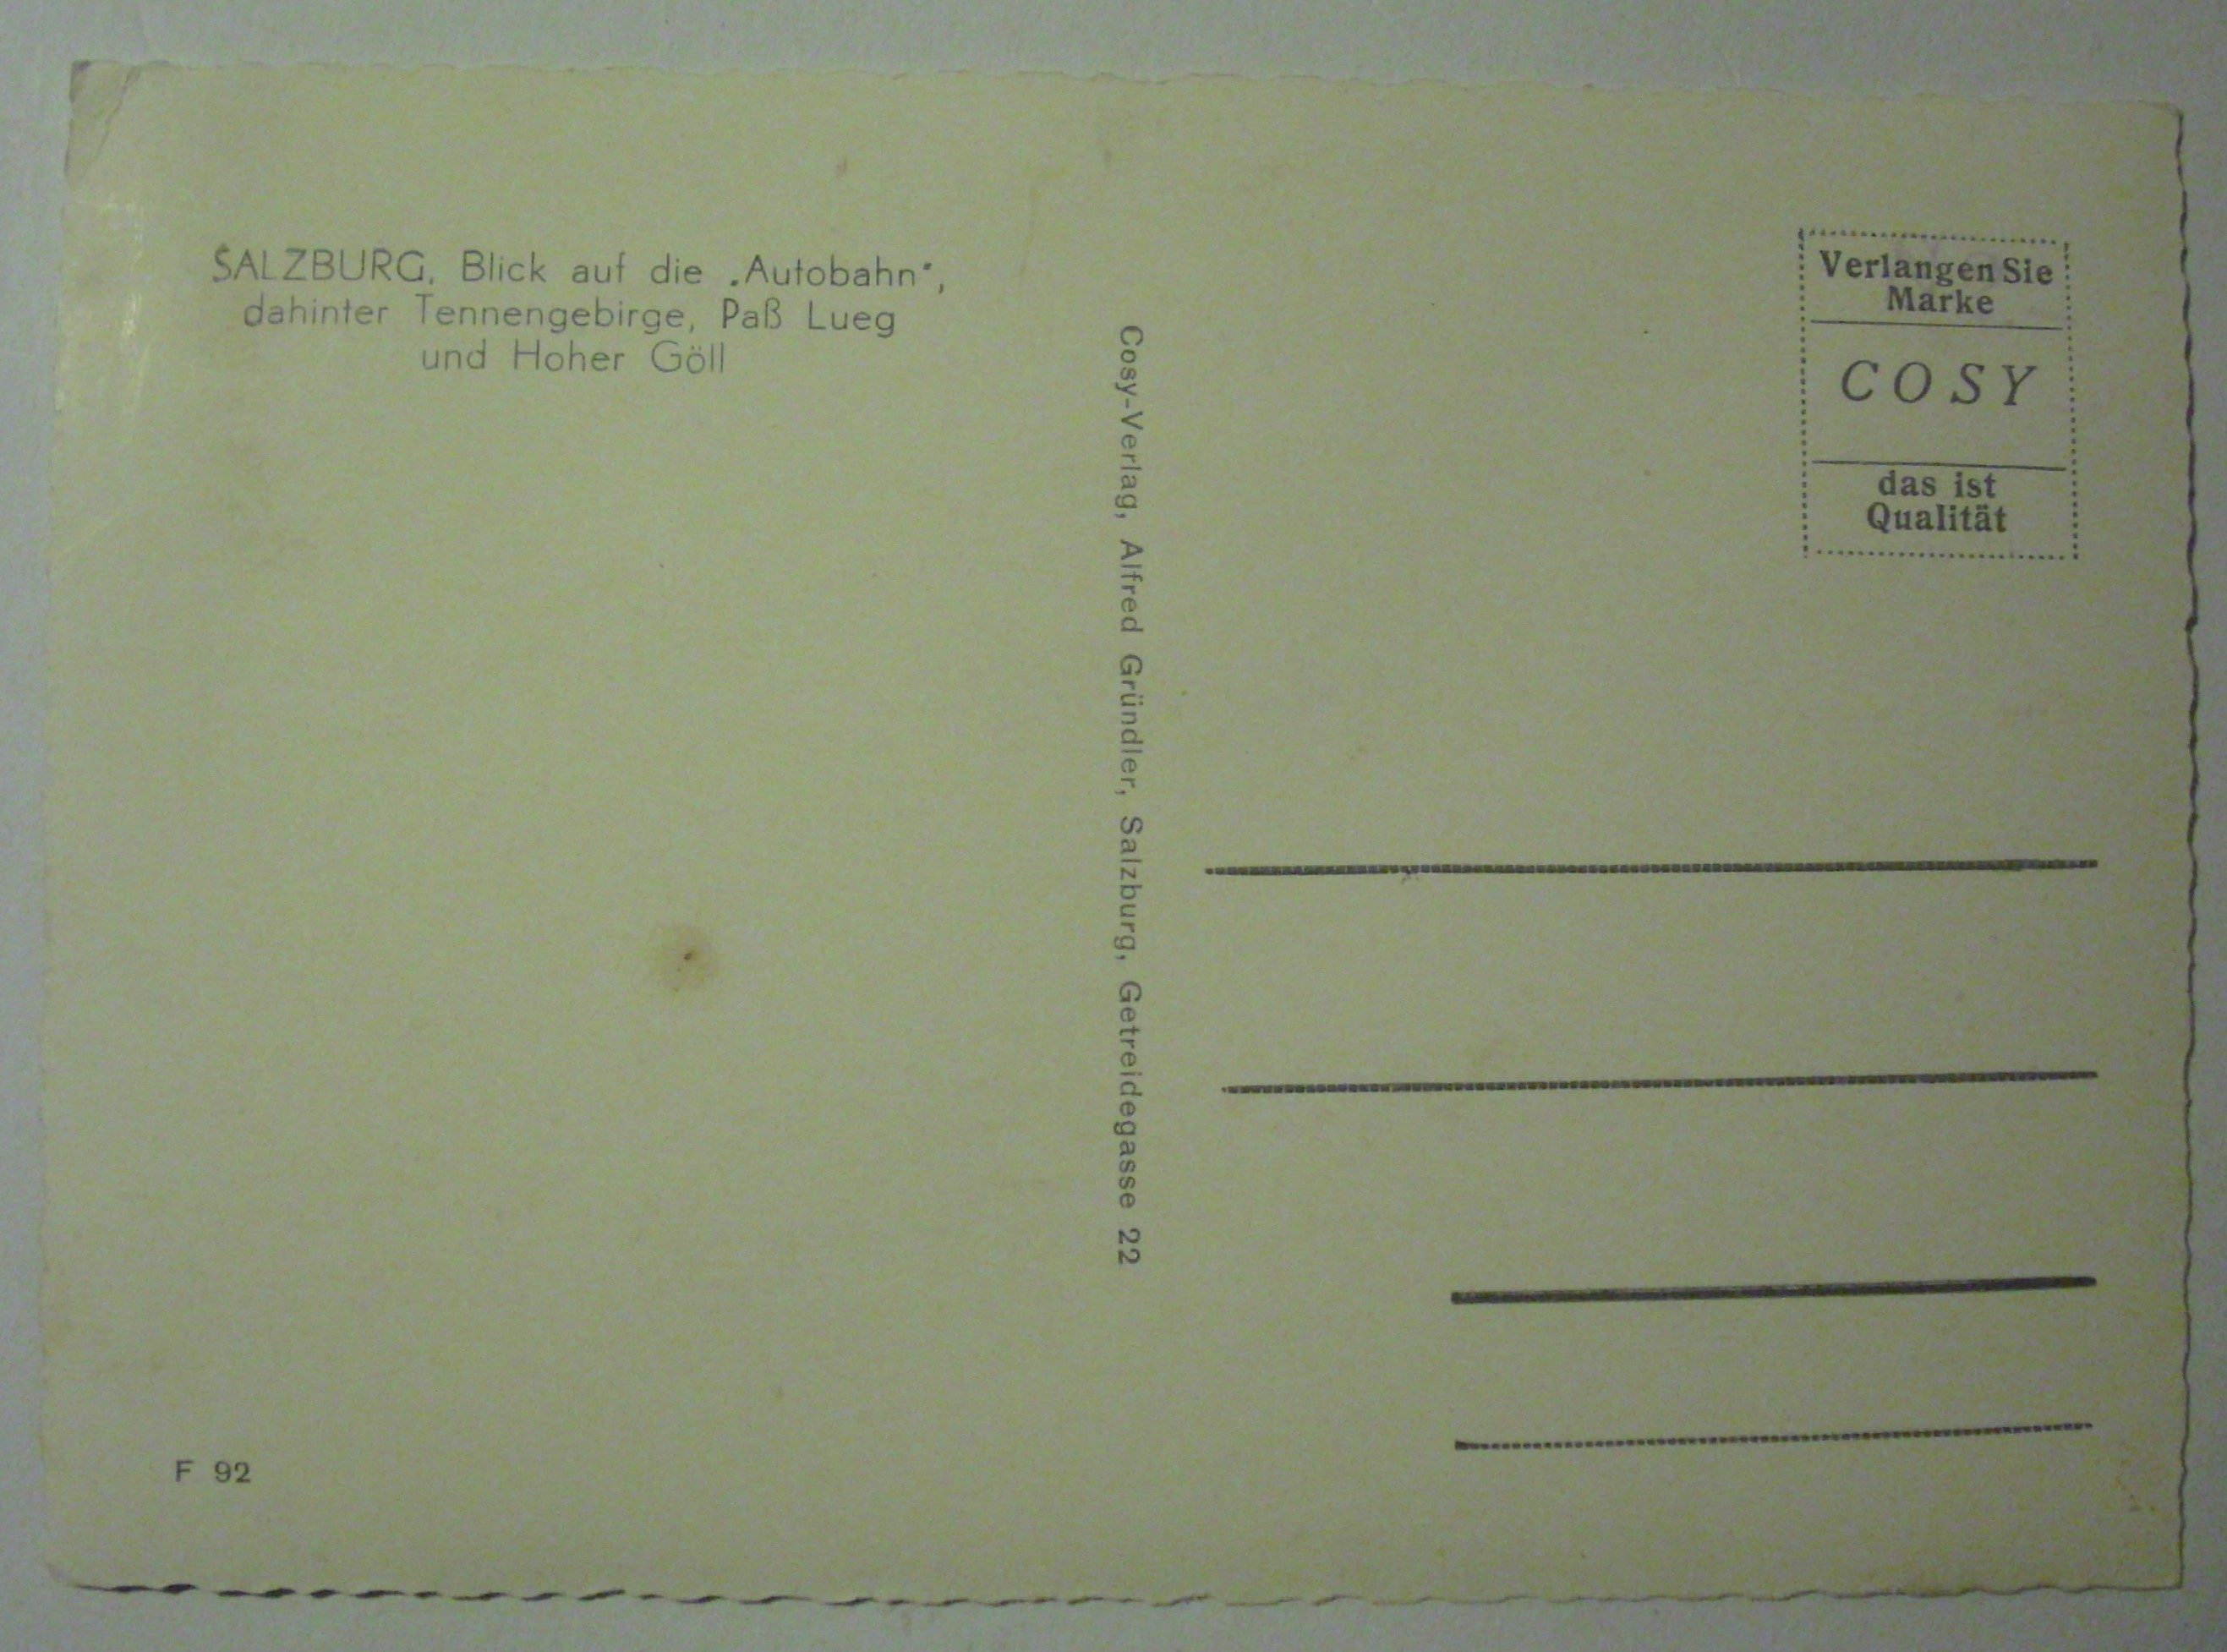 SALZBURG, Blick auf die „Autobahn“,
dahinter Tennengebirge, Paß Lueg
und Hoher Göll
Cosy-Verlag, Alfred Gründler, Salzburg, Getreidegasse 22
Verlangen Sie
Marke
COSY
das ist
Qualität
F 92